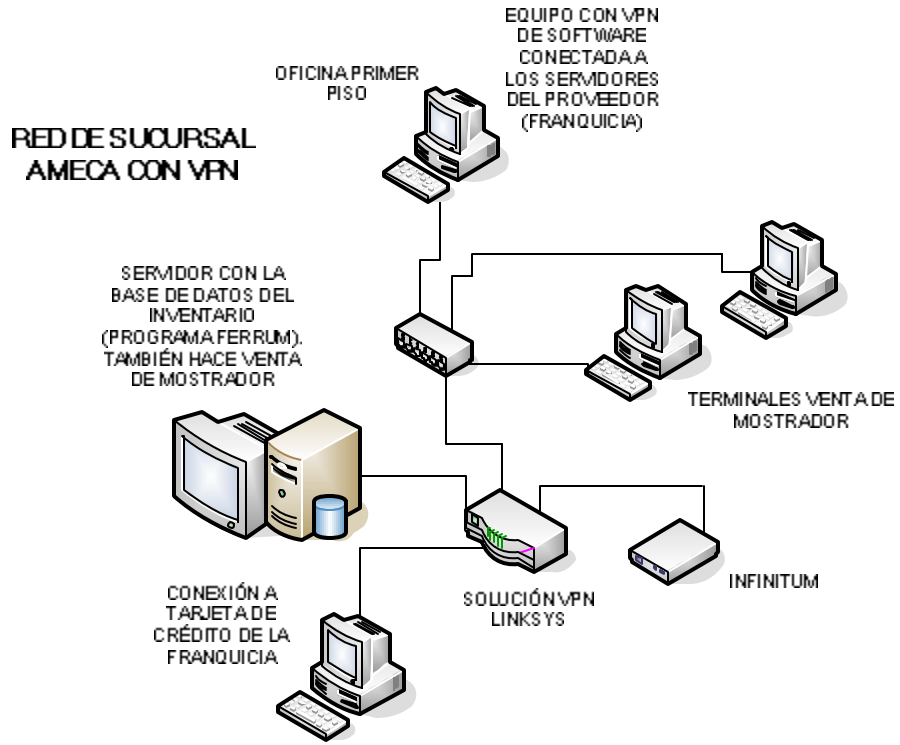 RED DE SUCURSAL
AMECA CON VPN
OFICINA PRIMER
PISO
EQUIPO CON VPN
DE SOFTWARE
CONECTADA A
LOS SERVIDORES
DEL PROVEEDOR
(FRANQUICIA)
SERVIDOR CON LA
BASE DE DATOS DEL
INVENTARIO
(PROGRAMA FERRUM).
TAMBIÉN HACE VENTA
DE MOSTRADOR
TERMINALES VENTA DE
MOSTRADOR
SOLUCIÓN VPN
LINKSYS
INFINITUM
CONEXIÓN A
TARJETA DE
CRÉDITO DE LA
FRANQUICIA